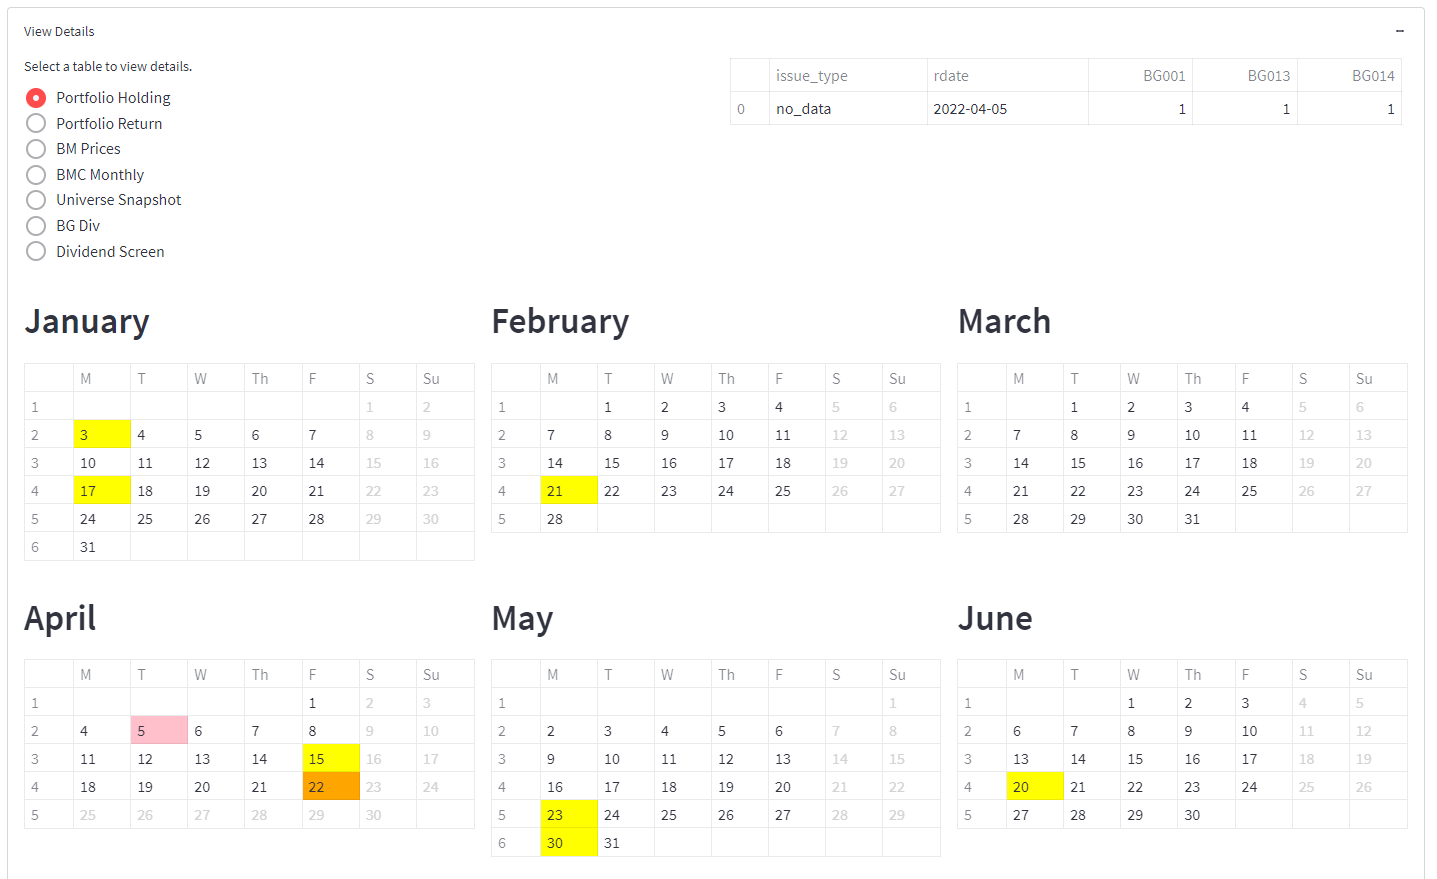 View Details
−
Select a table to view details.
Portfolio Holding
Portfolio Return
BM Prices
BMC Monthly
Universe Snapshot
BG Div
Dividend Screen
issue_type rdate BG001 BG013 BG014
0 no_data 2022-04-05 1 1 1
January
M T W Th F S Su
1 1 2
2 3 4 5 6 7 8 9
3 10 11 12 13 14 15 16
4 17 18 19 20 21 22 23
5 24 25 26 27 28 29 30
6 31
February
M T W Th F S Su
1 1 2 3 4 5 6
2 7 8 9 10 11 12 13
3 14 15 16 17 18 19 20
4 21 22 23 24 25 26 27
5 28
March
M T W Th F S Su
1 1 2 3 4 5 6
2 7 8 9 10 11 12 13
3 14 15 16 17 18 19 20
4 21 22 23 24 25 26 27
5 28 29 30 31
April
M T W Th F S Su
1 1 2 3
2 4 5 6 7 8 9 10
3 11 12 13 14 15 16 17
4 18 19 20 21 22 23 24
5 25 26 27 28 29 30
May
M T W Th F S Su
1 1
2 2 3 4 5 6 7 8
3 9 10 11 12 13 14 15
4 16 17 18 19 20 21 22
5 23 24 25 26 27 28 29
6 30 31
June
M T W Th F S Su
1 1 2 3 4 5
2 6 7 8 9 10 11 12
3 13 14 15 16 17 18 19
4 20 21 22 23 24 25 26
5 27 28 29 30